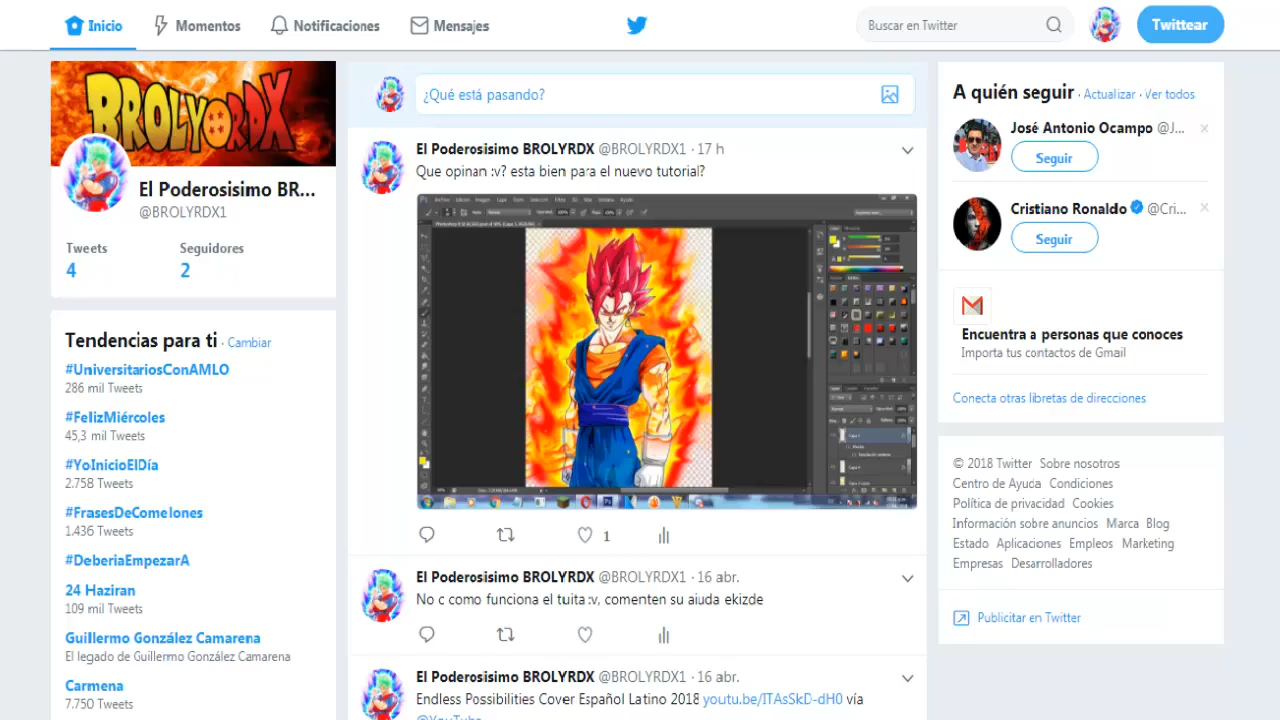 Inicio
Momentos
Notificaciones
Mensajes
Buscar en Twitter
Twittear
BROLYRDX
El Poderosisimo BR...
@BROLYRDX1
Tweets
Seguidores
4
2
Tendencias para ti · Cambiar
#UniversitariosConAMLO
286 mil Tweets
#FelizMiércoles
45,3 mil Tweets
#YoInicioElDía
2.758 Tweets
#FrasesDeComelones
1.436 Tweets
#DeberiaEmpezarA
24 Haziran
109 mil Tweets
Guillermo González Camarena
El legado de Guillermo González Camarena
Carmena
7.750 Tweets
¿Qué está pasando?
El Poderosisimo BROLYRDX @BROLYRDX1 · 17 h
Que opinan :v? esta bien para el nuevo tutorial?
1
El Poderosisimo BROLYRDX @BROLYRDX1 · 16 abr.
No c como funciona el tuita :v, comenten su aiuda ekizde
El Poderosisimo BROLYRDX @BROLYRDX1 · 16 abr.
Endless Possibilities Cover Español Latino 2018 youtu.be/ITAsSkD-dH0 vía
@YouTube
A quién seguir · Actualizar · Ver todos
José Antonio Ocampo @J...
Seguir
Cristiano Ronaldo @Cri...
Seguir
Encuentra a personas que conoces
Importa tus contactos de Gmail
Conecta otras libretas de direcciones
© 2018 Twitter Sobre nosotros
Centro de Ayuda Condiciones
Política de privacidad Cookies
Información sobre anuncios Marca Blog
Estado Aplicaciones Empleos Marketing
Empresas Desarrolladores
Publicitar en Twitter